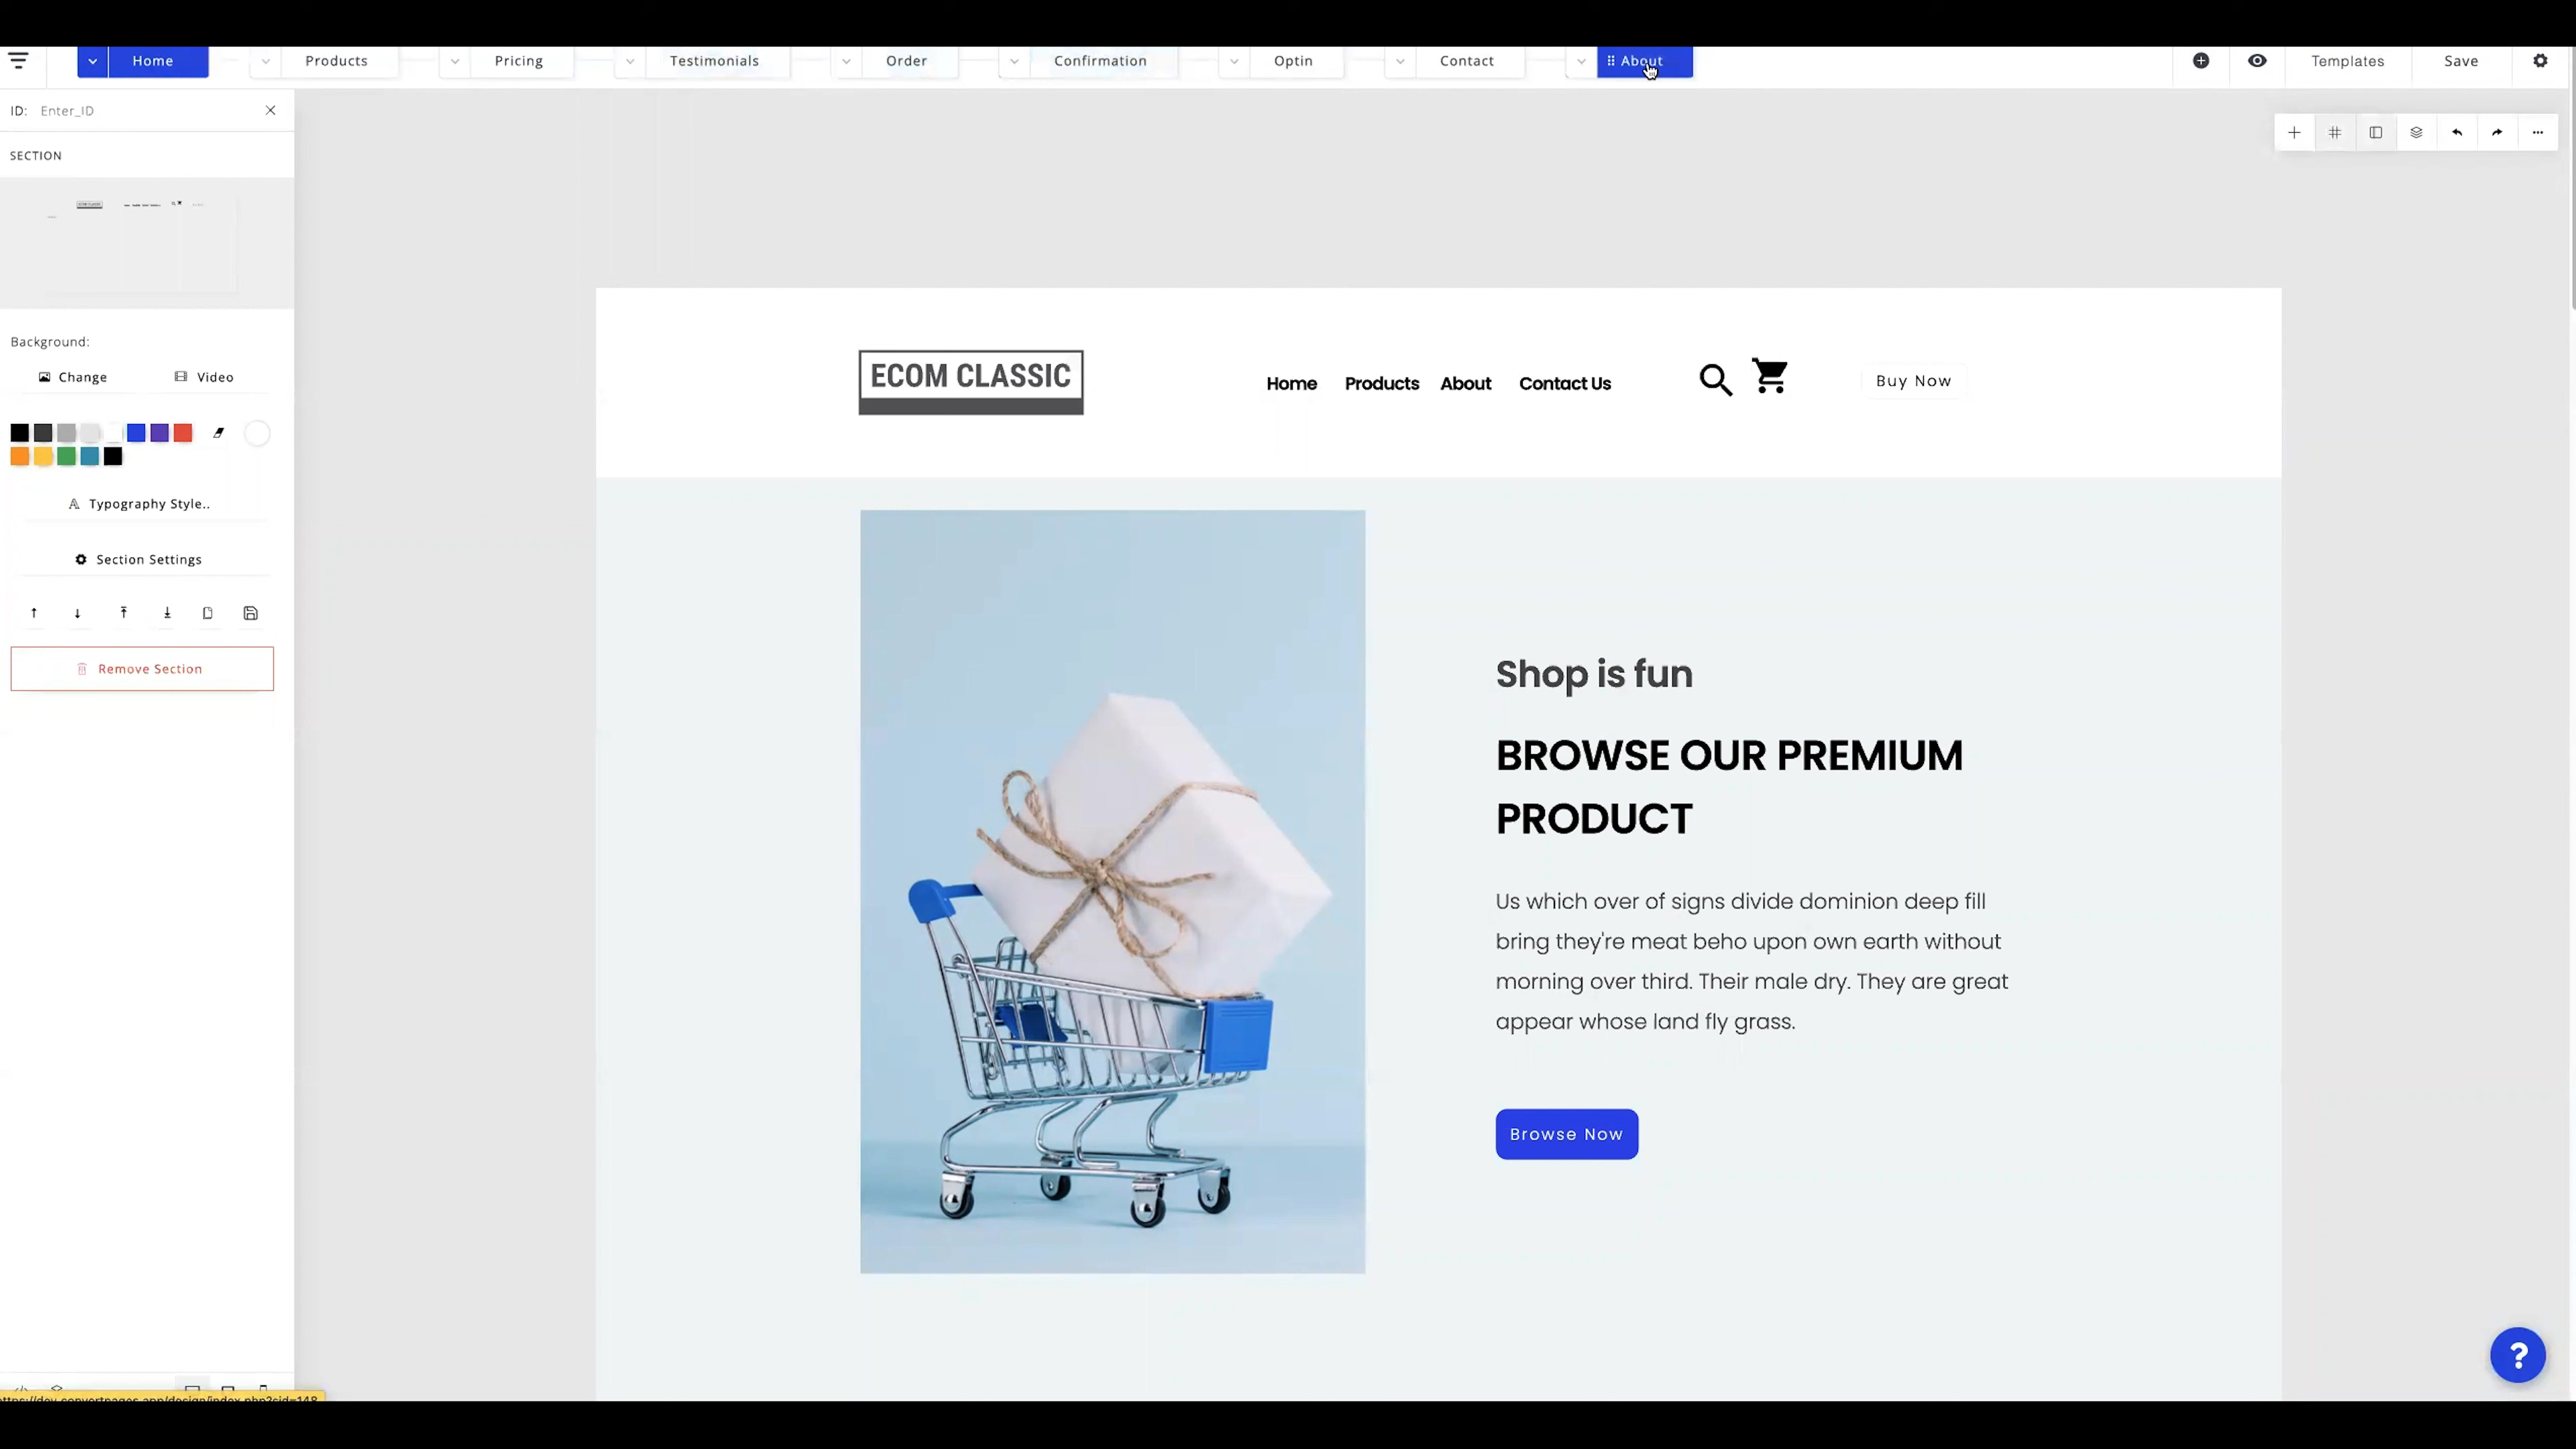 Home
Products
Pricing
Testimonials
Order
Confirmation
Optin
Contact
About
Templates
Save
ID: Enter_ID
SECTION
Background:
Change
Video
Typography Style..
Section Settings
Remove Section
ECOM CLASSIC
Home
Products
About
Contact Us
Buy Now
Shop is fun
BROWSE OUR PREMIUM
PRODUCT
Us which over of signs divide dominion deep fill
bring they're meat beho upon own earth without
morning over third. Their male dry. They are great
appear whose land fly grass.
Browse Now
?